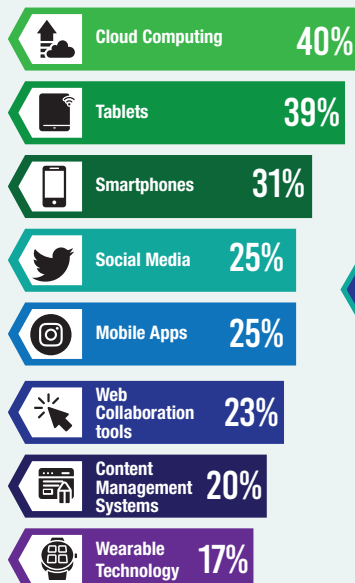 Cloud Computing 40%
Tablets 39%
Smartphones 31%
Social Media 25%
Mobile Apps 25%
Web
Collaboration
tools
23%
Content
Management
Systems
20%
Wearable
Technology
17%